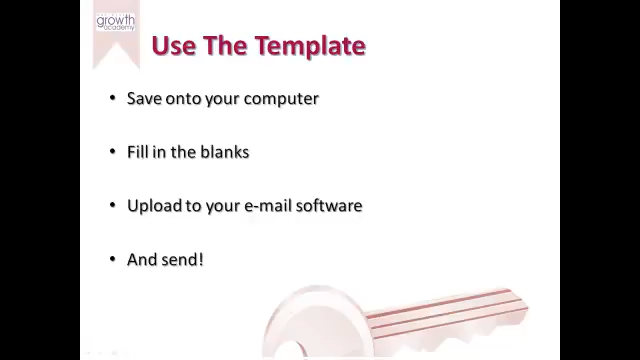 growth
academy
Use The Template
• Save onto your computer
• Fill in the blanks
• Upload to your e-mail software
• And send!